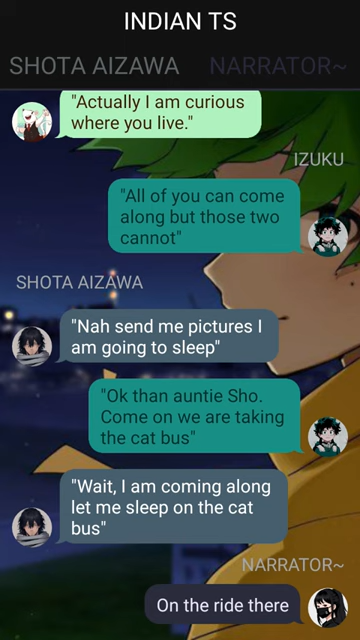 INDIAN TS
SHOTA AIZAWA NARRATOR~
"Actually I am curious
where you live."
IZUKU
"All of you can come
along but those two
cannot"
SHOTA AIZAWA
"Nah send me pictures I
am going to sleep"
"Ok than auntie Sho.
Come on we are taking
the cat bus"
"Wait, I am coming along
let me sleep on the cat
bus"
NARRATOR~
On the ride there